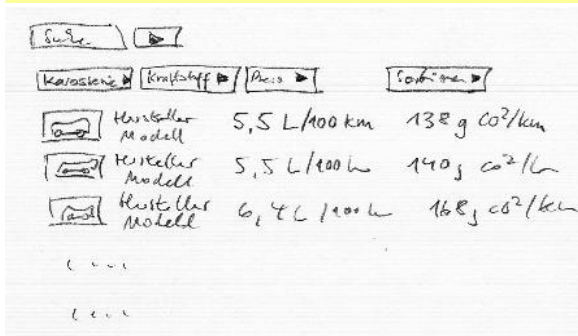 Suche
Karosserie Kraftstoff Preis Sortieren
Hersteller 5,5 L/100 km 138 g CO²/km
Modell
Hersteller 5,5 L/100 km 140 g CO²/km
Modell
Hersteller 6,4 L/100 km 168 g CO²/km
Modell
....
....